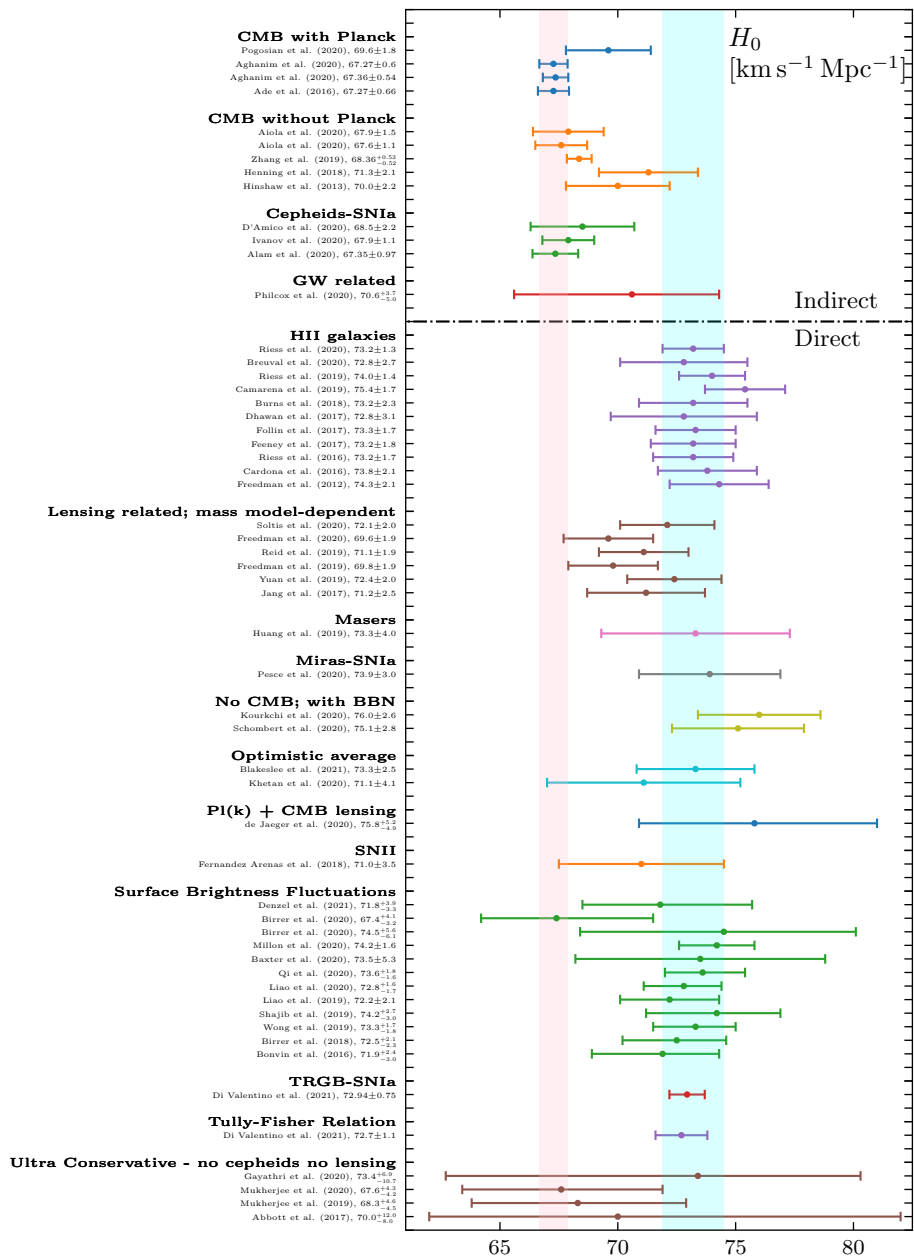 H₀
[km s⁻¹ Mpc⁻¹]
CMB with Planck
Pogosian et al. (2020), 69.6±1.8
Aghanim et al. (2020), 67.27±0.6
Aghanim et al. (2020), 67.36±0.54
Ade et al. (2016), 67.27±0.66
CMB without Planck
Aiola et al. (2020), 67.9±1.5
Aiola et al. (2020), 67.6±1.1
Zhang et al. (2019), 68.36+0.53−0.52
Henning et al. (2018), 71.3±2.1
Hinshaw et al. (2013), 70.0±2.2
Cepheids-SNIa
D'Amico et al. (2020), 68.5±2.2
Ivanov et al. (2020), 67.9±1.1
Alam et al. (2020), 67.35±0.97
GW related
Philcox et al. (2020), 70.6+3.7−5.0
Indirect
Direct
HII galaxies
Riess et al. (2020), 73.2±1.3
Breuval et al. (2020), 72.8±2.7
Riess et al. (2019), 74.0±1.4
Camarena et al. (2019), 75.4±1.7
Burns et al. (2018), 73.2±2.3
Dhawan et al. (2017), 72.8±3.1
Follin et al. (2017), 73.3±1.7
Feeney et al. (2017), 73.2±1.8
Riess et al. (2016), 73.2±1.7
Cardona et al. (2016), 73.8±2.1
Freedman et al. (2012), 74.3±2.1
Lensing related; mass model-dependent
Soltis et al. (2020), 72.1±2.0
Freedman et al. (2020), 69.6±1.9
Reid et al. (2019), 71.1±1.9
Freedman et al. (2019), 69.8±1.9
Yuan et al. (2019), 72.4±2.0
Jang et al. (2017), 71.2±2.5
Masers
Huang et al. (2019), 73.3±4.0
Miras-SNIa
Pesce et al. (2020), 73.9±3.0
No CMB; with BBN
Kourkchi et al. (2020), 76.0±2.6
Schombert et al. (2020), 75.1±2.8
Optimistic average
Blakeslee et al. (2021), 73.3±2.5
Khetan et al. (2020), 71.1±4.1
Pl(k) + CMB lensing
de Jaeger et al. (2020), 75.8+5.2−4.9
SNII
Fernandez Arenas et al. (2018), 71.0±3.5
Surface Brightness Fluctuations
Denzel et al. (2021), 71.8+3.9−3.3
Birrer et al. (2020), 67.4+4.1−3.2
Birrer et al. (2020), 74.5+5.6−6.1
Millon et al. (2020), 74.2±1.6
Baxter et al. (2020), 73.5±5.3
Qi et al. (2020), 73.6+1.8−1.6
Liao et al. (2020), 72.8+1.6−1.7
Liao et al. (2019), 72.2±2.1
Shajib et al. (2019), 74.2+2.7−3.0
Wong et al. (2019), 73.3+1.7−1.8
Birrer et al. (2018), 72.5+2.1−2.3
Bonvin et al. (2016), 71.9+2.4−3.0
TRGB-SNIa
Di Valentino et al. (2021), 72.94±0.75
Tully-Fisher Relation
Di Valentino et al. (2021), 72.7±1.1
Ultra Conservative - no cepheids no lensing
Gayathri et al. (2020), 73.4+6.9−10.7
Mukherjee et al. (2020), 67.6+4.3−4.2
Mukherjee et al. (2019), 68.3+4.6−4.5
Abbott et al. (2017), 70.0+12.0−8.0
65 70 75 80